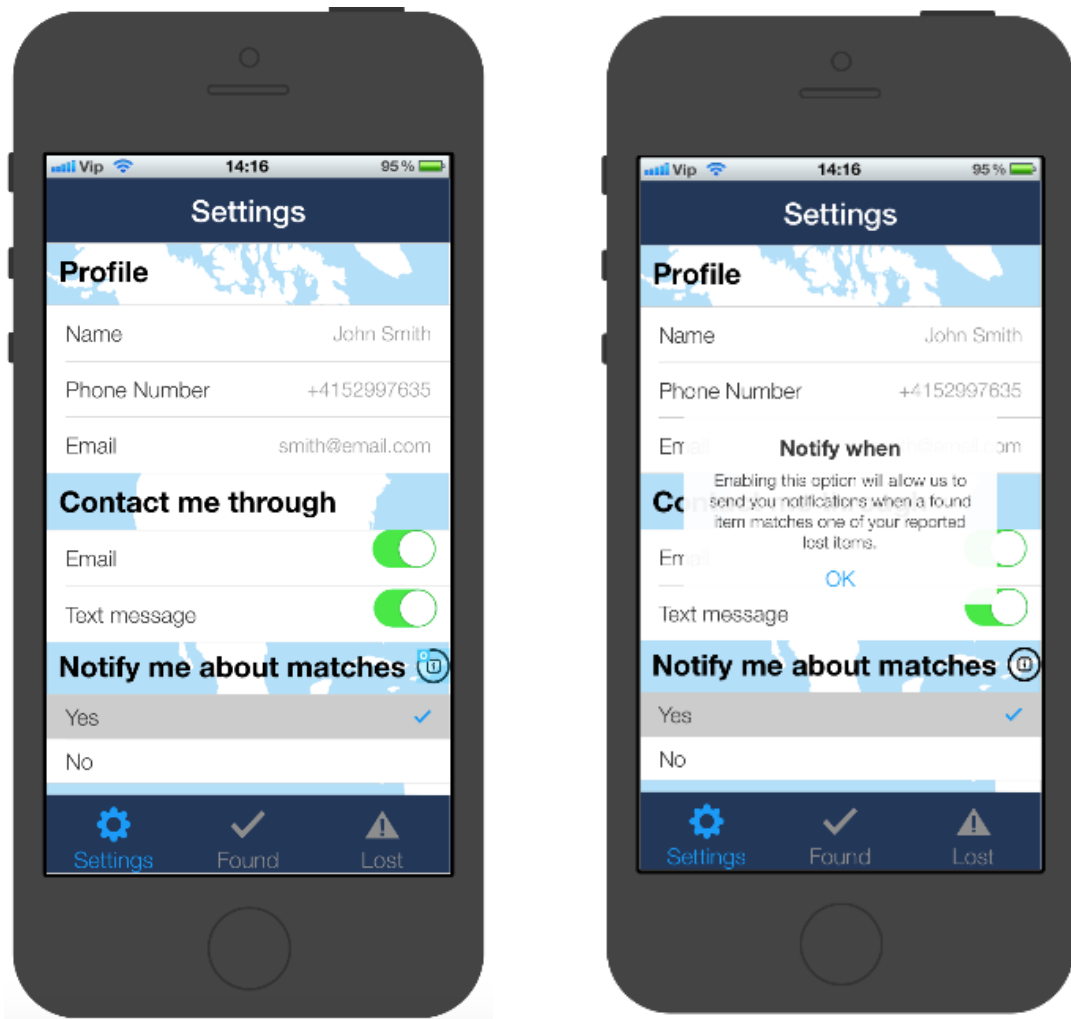 Vip 14:16 95%
Settings
Profile
Name John Smith
Phone Number +4152997635
Email smith@email.com
Contact me through
Email
Text message
Notify me about matches
Yes
No
Settings Found Lost
Vip 14:16 95%
Settings
Profile
Name John Smith
Phone Number +4152997635
Notify when
Enabling this option will allow us to
send you notifications when a found
item matches one of your reported
lost items.
OK
Text message
Notify me about matches
Yes
No
Settings Found Lost